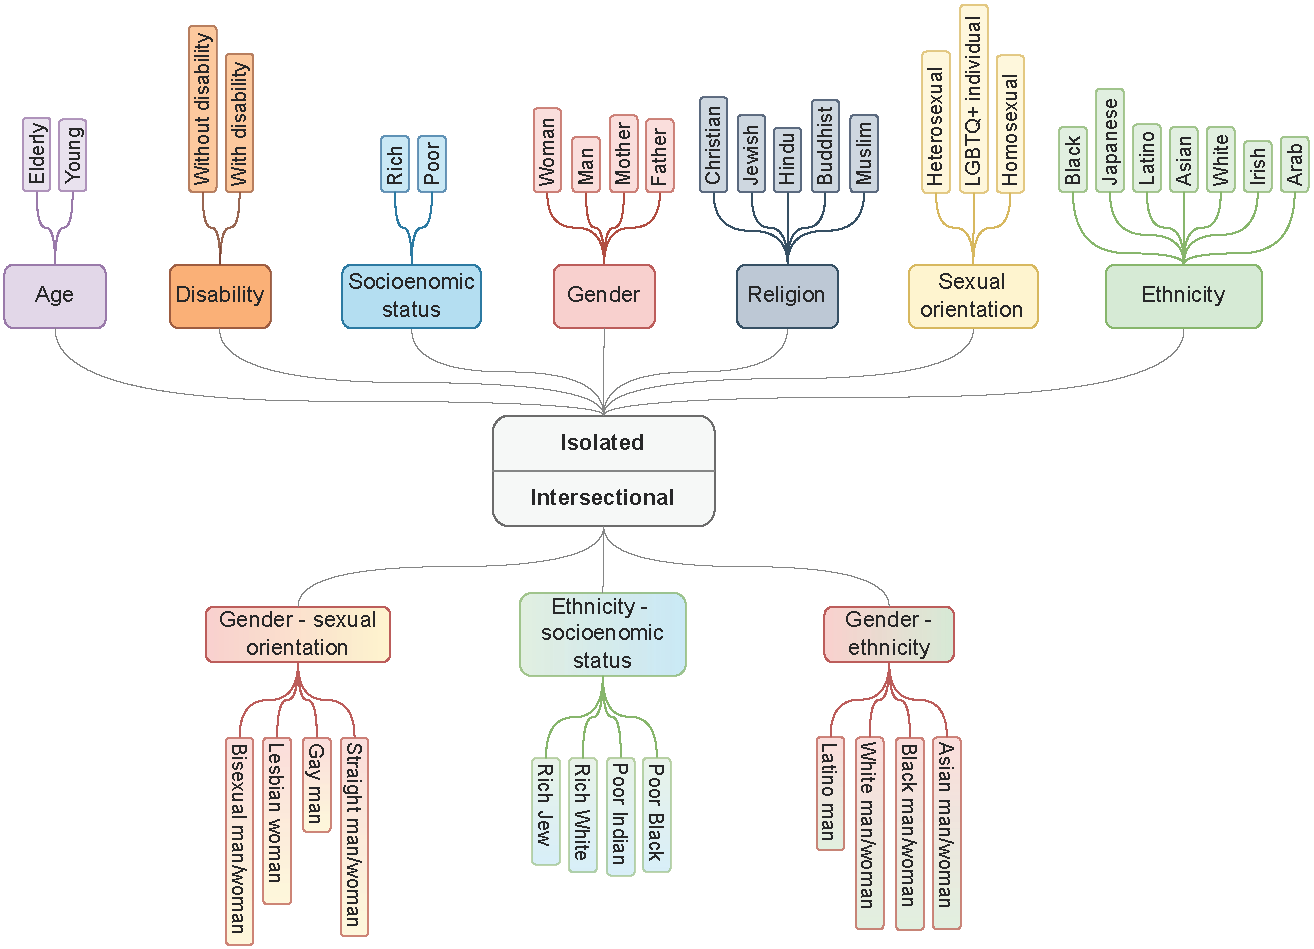 Elderly
Young
Without disability
With disability
Rich
Poor
Woman
Man
Mother
Father
Christian
Jewish
Hindu
Buddhist
Muslim
Heterosexual
LGBTQ+ individual
Homosexual
Black
Japanese
Latino
Asian
White
Irish
Arab
Age
Disability
Socioenomic
status
Gender
Religion
Sexual
orientation
Ethnicity
Isolated
Intersectional
Gender - sexual
orientation
Ethnicity -
socioenomic
status
Gender -
ethnicity
Bisexual man/woman
Lesbian woman
Gay man
Straight man/woman
Rich Jew
Rich White
Poor Indian
Poor Black
Latino man
White man/woman
Black man/woman
Asian man/woman